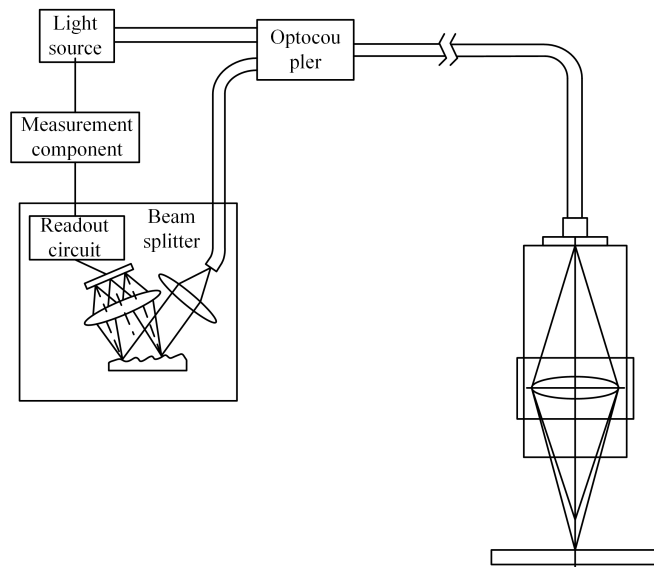 Light
source
Optocou
pler
Measurement
component
Readout
circuit
Beam
splitter